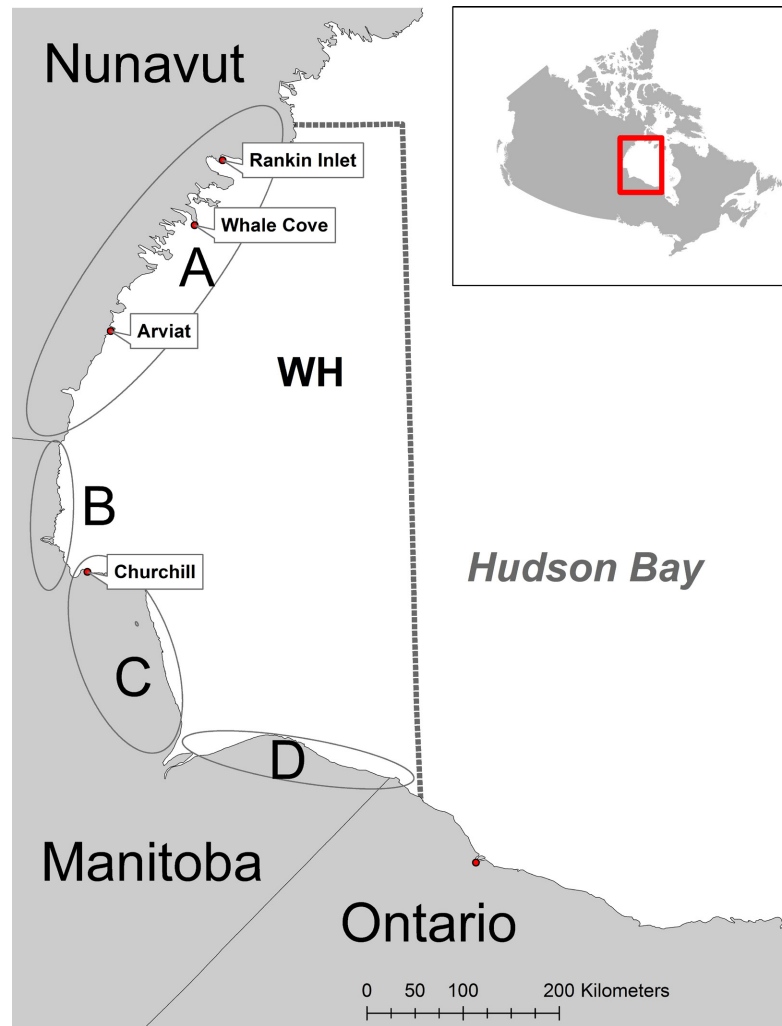 Nunavut
Rankin Inlet
Whale Cove
A
Arviat
WH
B
Churchill
Hudson Bay
C
D
Manitoba
Ontario
0 50 100 200 Kilometers